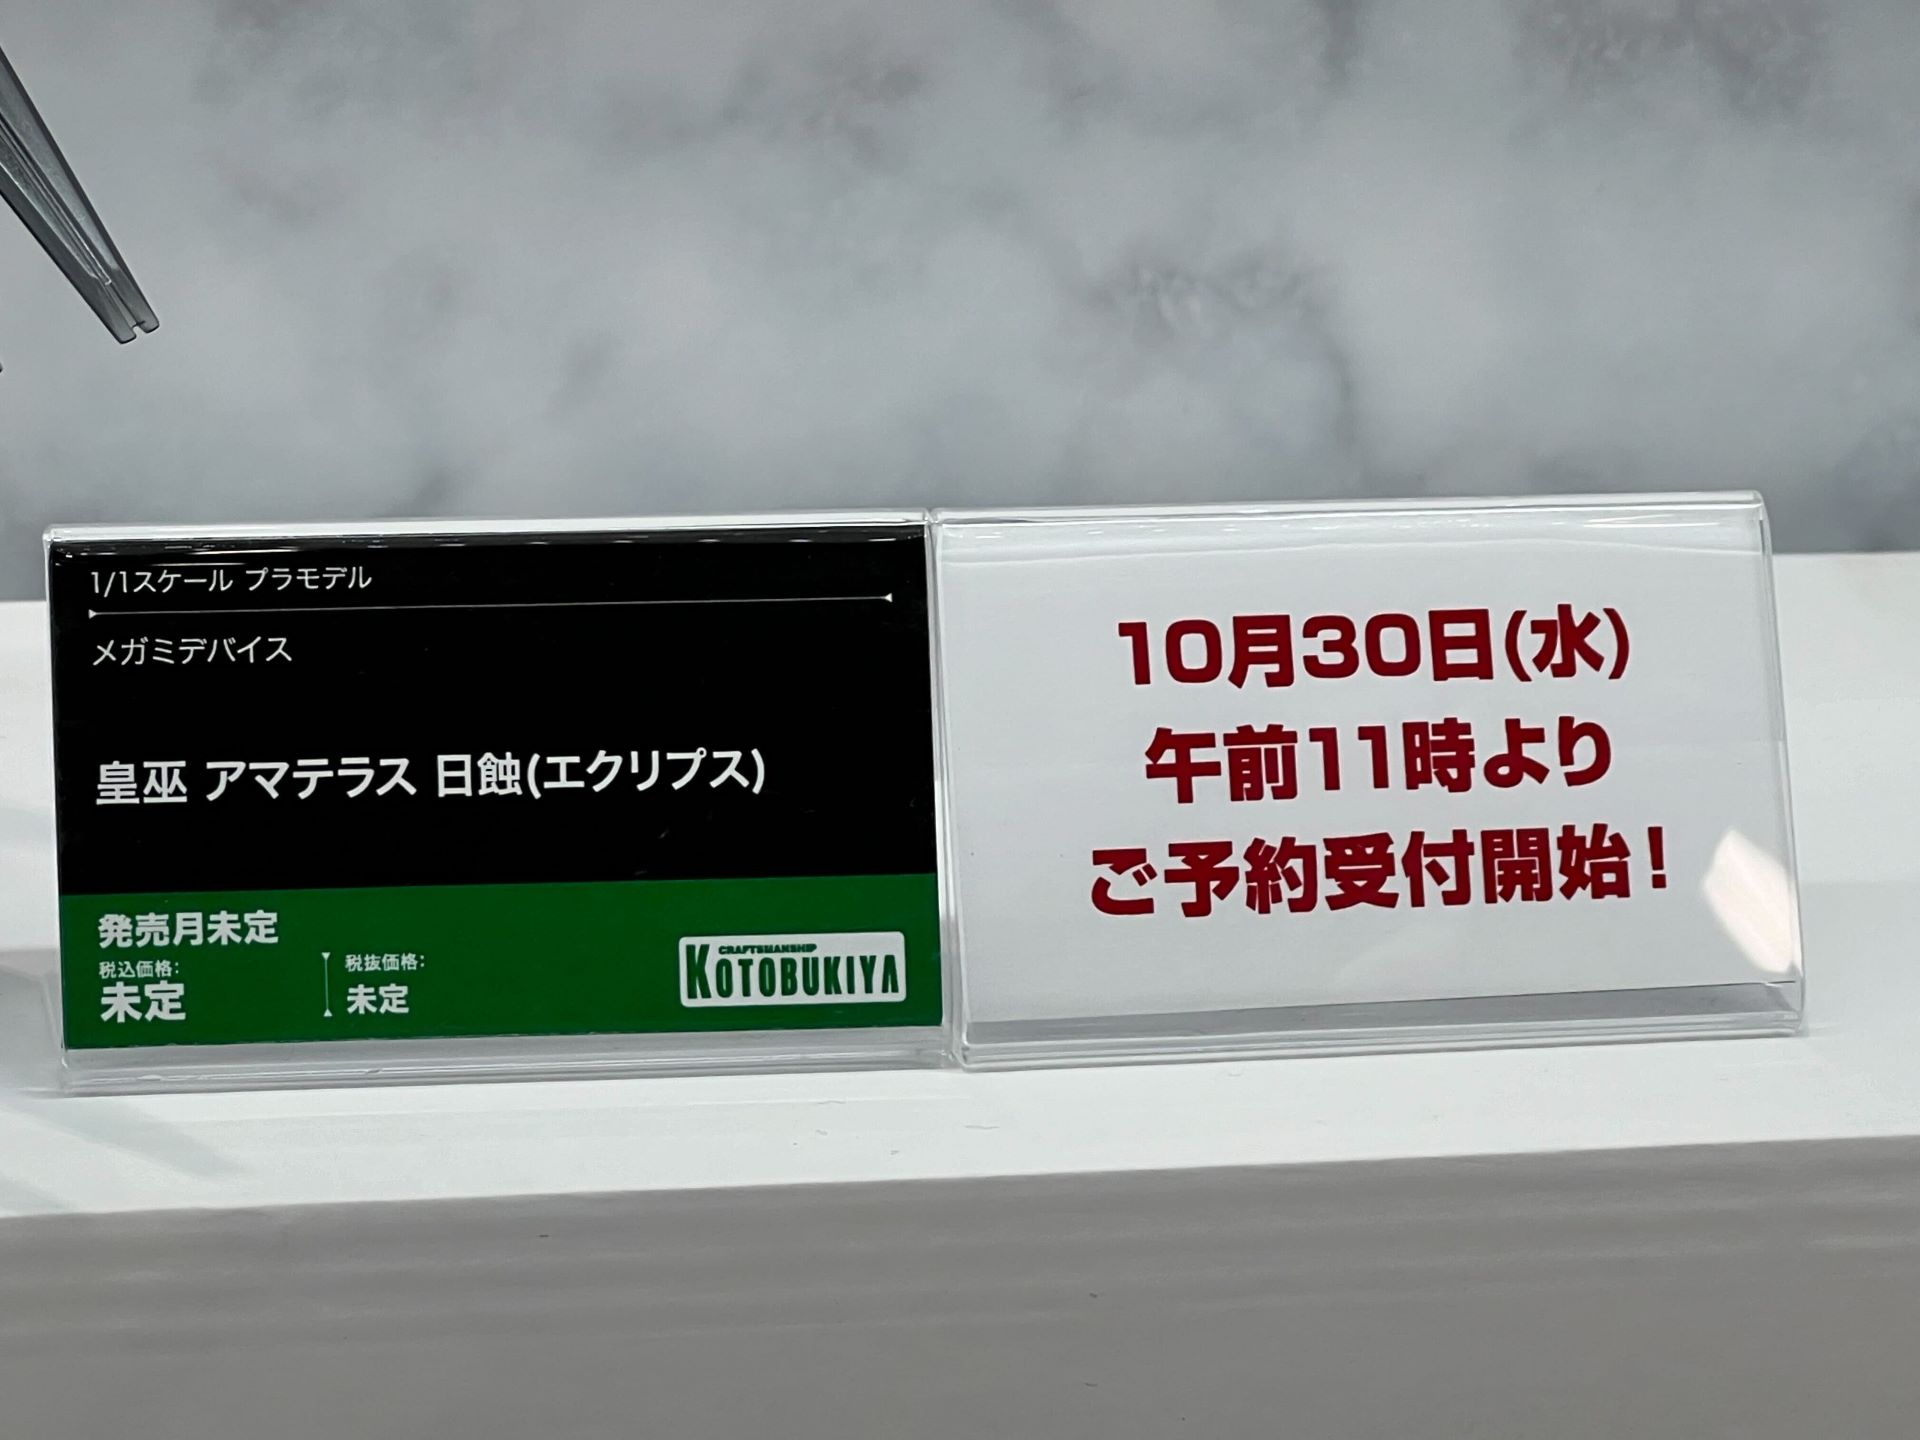 1/1スケール プラモデル
メガミデバイス
皇巫 アマテラス 日蝕(エクリプス)
発売月未定
税込価格:
未定
税抜価格:
未定
CRAFTSMANSHIP
KOTOBUKIYA
10月30日(水)
午前11時より
ご予約受付開始!